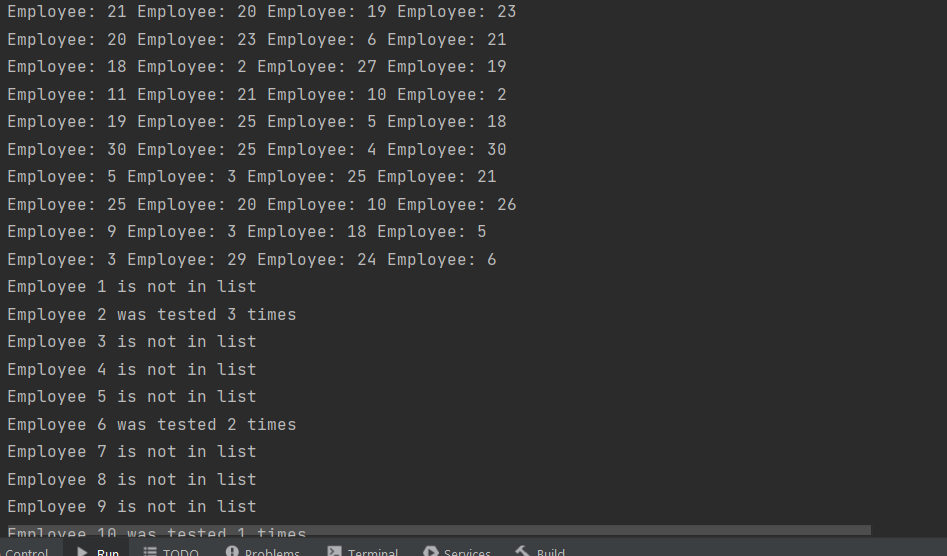 Employee: 21 Employee: 20 Employee: 19 Employee: 23
Employee: 20 Employee: 23 Employee: 6 Employee: 21
Employee: 18 Employee: 2 Employee: 27 Employee: 19
Employee: 11 Employee: 21 Employee: 10 Employee: 2
Employee: 19 Employee: 25 Employee: 5 Employee: 18
Employee: 30 Employee: 25 Employee: 4 Employee: 30
Employee: 5 Employee: 3 Employee: 25 Employee: 21
Employee: 25 Employee: 20 Employee: 10 Employee: 26
Employee: 9 Employee: 3 Employee: 18 Employee: 5
Employee: 3 Employee: 29 Employee: 24 Employee: 6
Employee 1 is not in list
Employee 2 was tested 3 times
Employee 3 is not in list
Employee 4 is not in list
Employee 5 is not in list
Employee 6 was tested 2 times
Employee 7 is not in list
Employee 8 is not in list
Employee 9 is not in list
Employee 10 was tested 1 times
Control Run TODO Problems Terminal Services Build